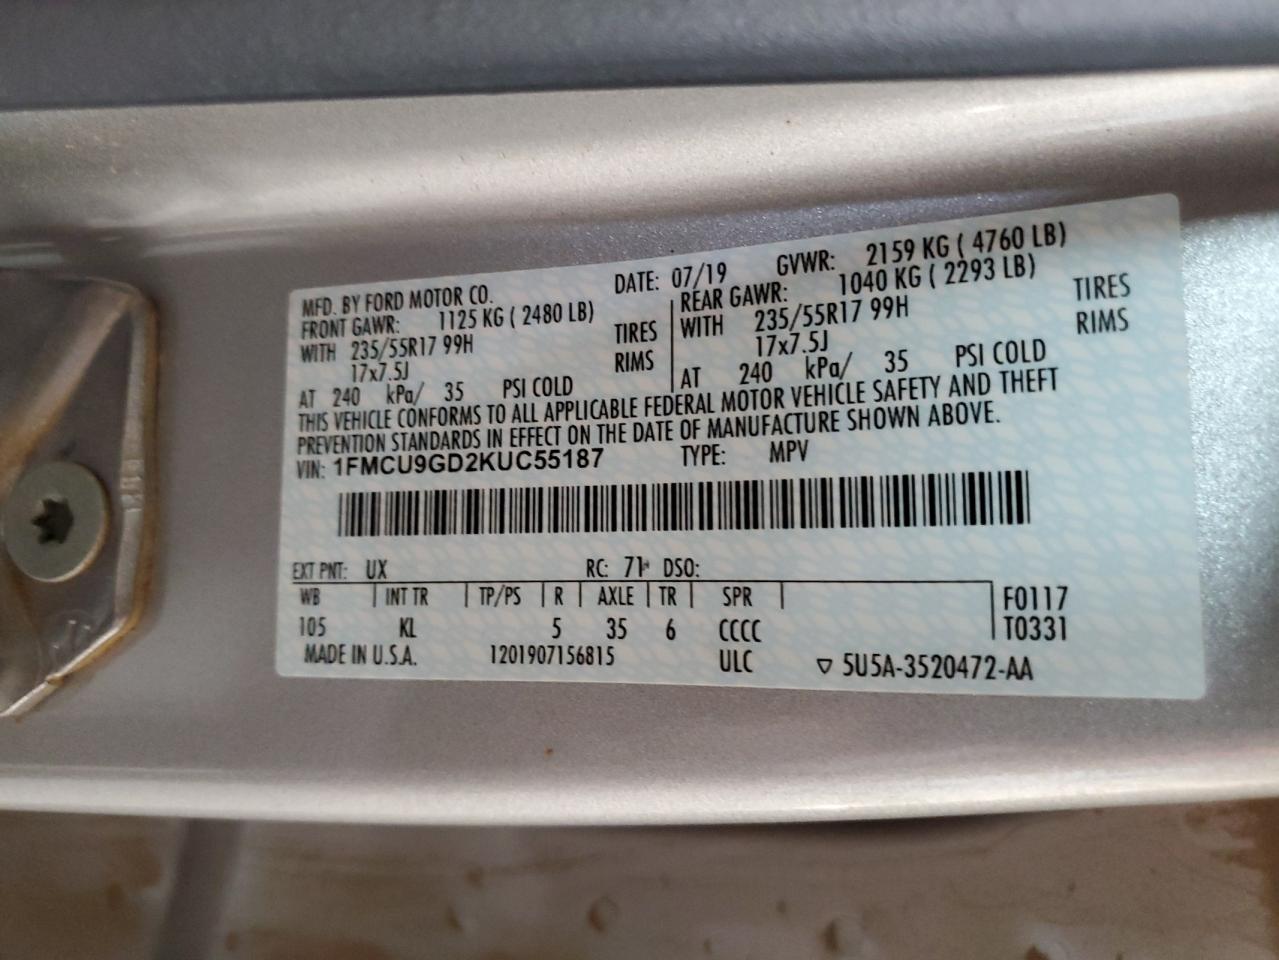 MFD. BY FORD MOTOR CO. DATE: 07/19 GVWR: 2159 KG ( 4760 LB)
FRONT GAWR: 1125 KG ( 2480 LB) REAR GAWR: 1040 KG ( 2293 LB)
WITH 235/55R17 99H TIRES WITH 235/55R17 99H TIRES
17x7.5J RIMS 17x7.5J RIMS
AT 240 kPa/ 35 PSI COLD AT 240 kPa/ 35 PSI COLD
THIS VEHICLE CONFORMS TO ALL APPLICABLE FEDERAL MOTOR VEHICLE SAFETY AND THEFT
PREVENTION STANDARDS IN EFFECT ON THE DATE OF MANUFACTURE SHOWN ABOVE.
VIN: 1FMCU9GD2KUC55187 TYPE: MPV
EXT PNT: UX RC: 71 DSO:
WB INT TR TP/PS R AXLE TR SPR F0117
105 KL 5 35 6 CCCC T0331
MADE IN U.S.A. 1201907156815 ULC ▽ 5U5A-3520472-AA